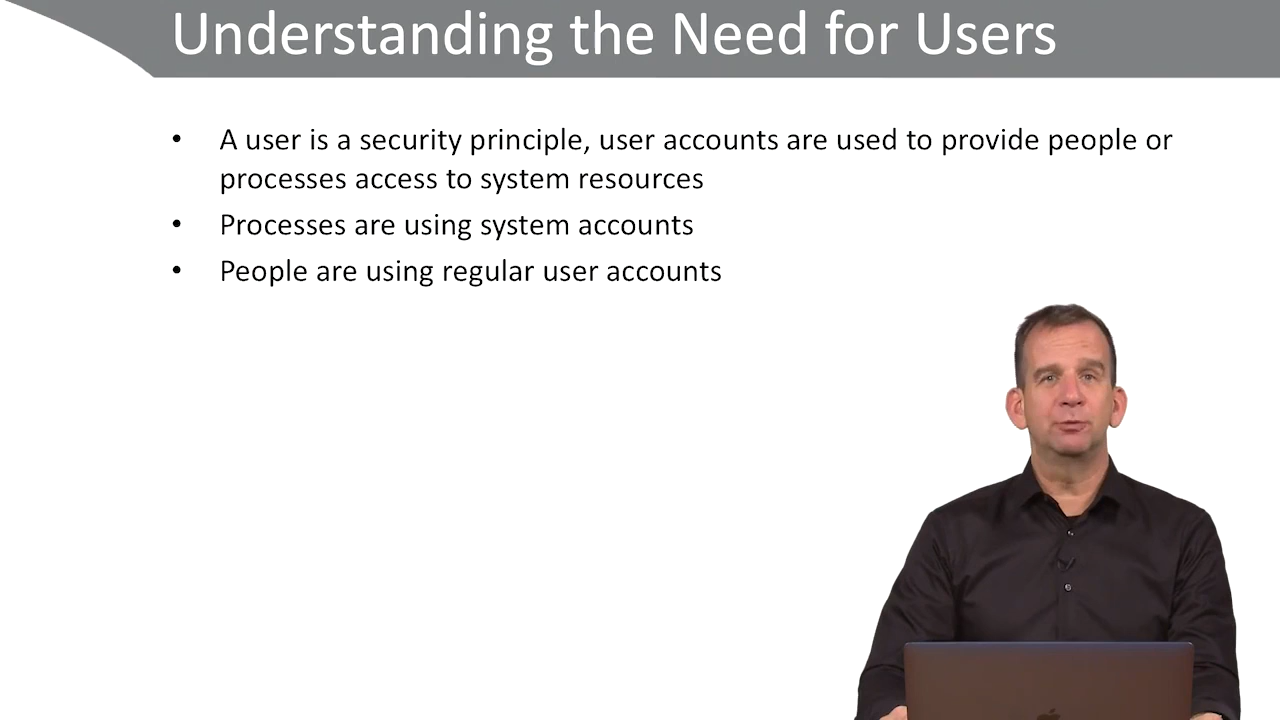 Understanding the Need for Users
• A user is a security principle, user accounts are used to provide people or
processes access to system resources
• Processes are using system accounts
• People are using regular user accounts